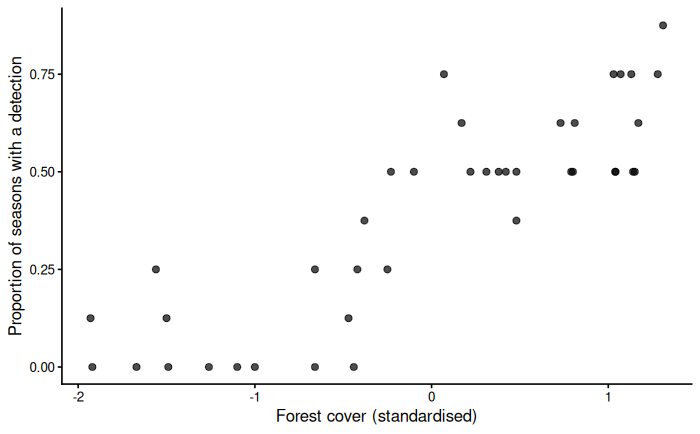 Proportion of seasons with a detection
0.75
0.50
0.25
0.00
-2 -1 0 1
Forest cover (standardised)